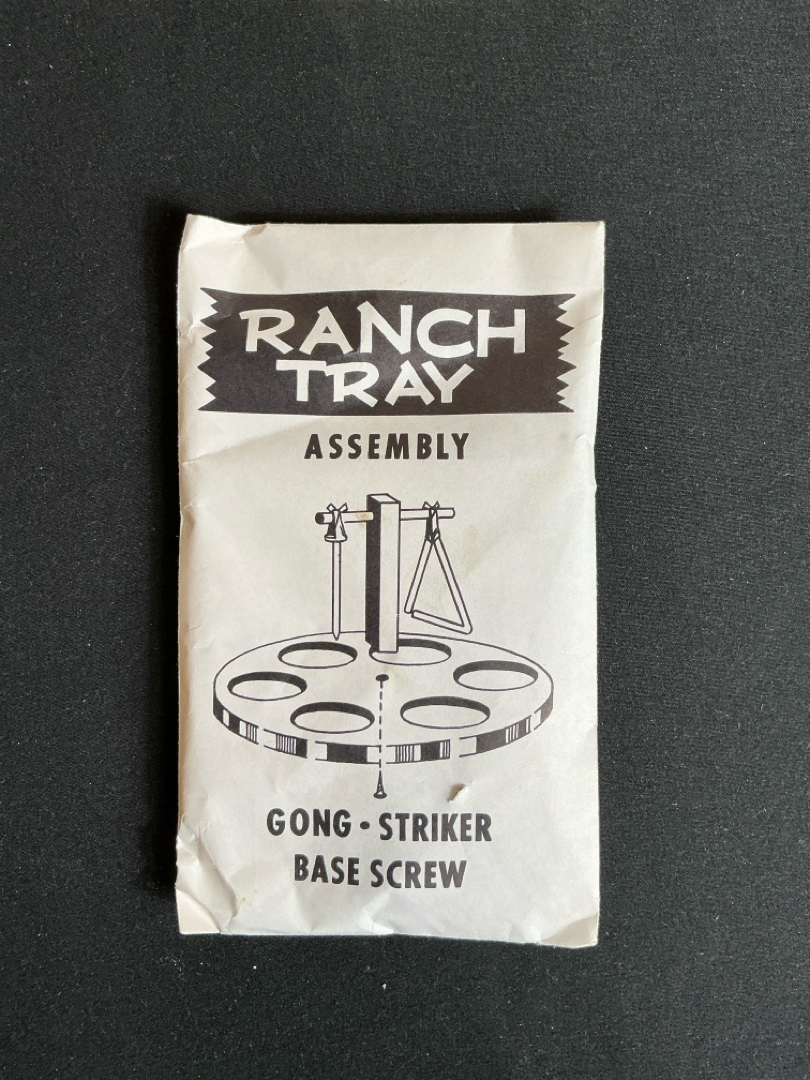 RANCH
TRAY
ASSEMBLY
GONG • STRIKER
BASE SCREW